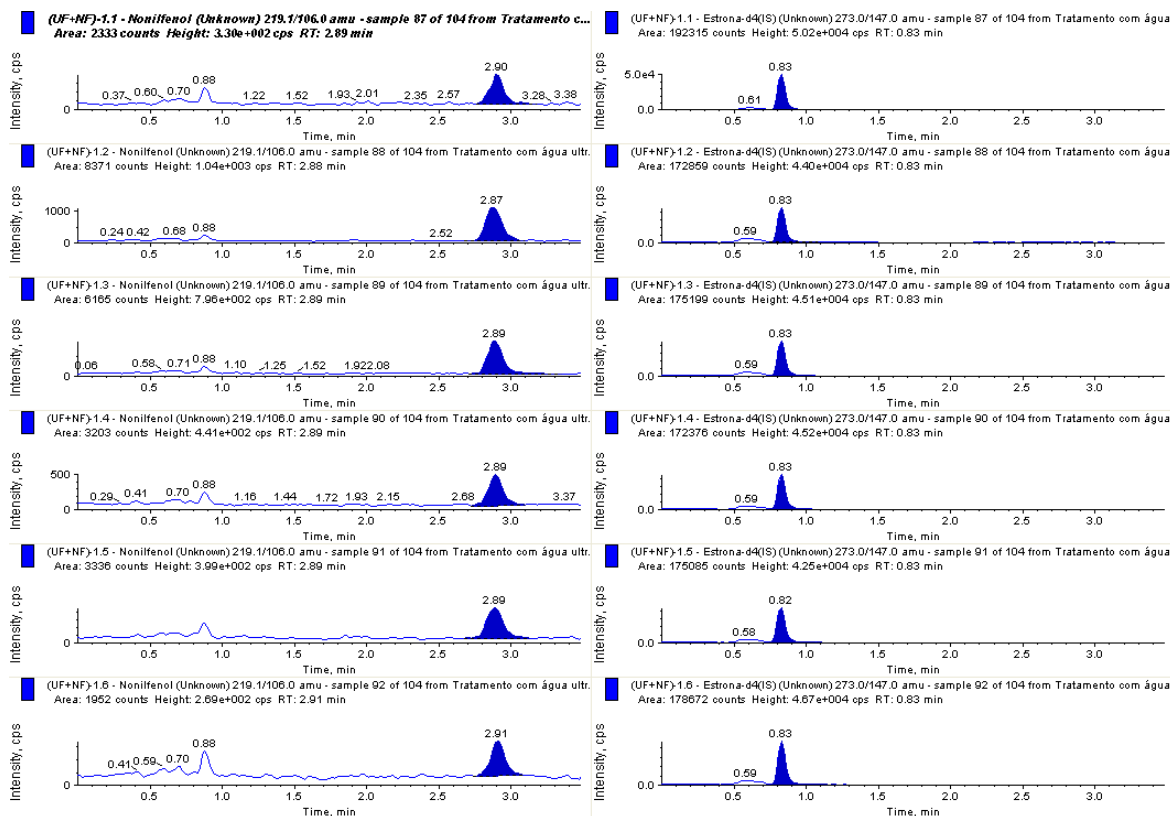 (UF+NF)-1.1 - Nonilfenol (Unknown) 219.1/106.0 amu - sample 87 of 104 from Tratamento c...
Area: 2333 counts Height: 3.30e+002 cps RT: 2.89 min
Intensity, cps
0
0.37 0.60 0.70 0.88 1.22 1.52 1.93 2.01 2.35 2.57 2.90 3.28 3.38
0.5 1.0 1.5 2.0 2.5 3.0
Time, min
(UF+NF)-1.1 - Estrona-d4(IS) (Unknown) 273.0/147.0 amu - sample 87 of 104 from Tratamento com água
Area: 192315 counts Height: 5.02e+004 cps RT: 0.83 min
Intensity, cps
5.0e4
0.0
0.61 0.83
0.5 1.0 1.5 2.0 2.5 3.0
Time, min
(UF+NF)-1.2 - Nonilfenol (Unknown) 219.1/106.0 amu - sample 88 of 104 from Tratamento com água ultr.
Area: 8371 counts Height: 1.04e+003 cps RT: 2.88 min
Intensity, cps
1000
0
0.24 0.42 0.68 0.88 2.52 2.87
0.5 1.0 1.5 2.0 2.5 3.0
Time, min
(UF+NF)-1.2 - Estrona-d4(IS) (Unknown) 273.0/147.0 amu - sample 88 of 104 from Tratamento com água
Area: 172859 counts Height: 4.40e+004 cps RT: 0.83 min
Intensity, cps
0.0
0.59 0.83
0.5 1.0 1.5 2.0 2.5 3.0
Time, min
(UF+NF)-1.3 - Nonilfenol (Unknown) 219.1/106.0 amu - sample 89 of 104 from Tratamento com água ultr.
Area: 6165 counts Height: 7.96e+002 cps RT: 2.89 min
Intensity, cps
0
0.06 0.58 0.71 0.88 1.10 1.25 1.52 1.92 2.08 2.89
0.5 1.0 1.5 2.0 2.5 3.0
Time, min
(UF+NF)-1.3 - Estrona-d4(IS) (Unknown) 273.0/147.0 amu - sample 89 of 104 from Tratamento com água
Area: 175199 counts Height: 4.51e+004 cps RT: 0.83 min
Intensity, cps
0.0
0.59 0.83
0.5 1.0 1.5 2.0 2.5 3.0
Time, min
(UF+NF)-1.4 - Nonilfenol (Unknown) 219.1/106.0 amu - sample 90 of 104 from Tratamento com água ultr.
Area: 3203 counts Height: 4.41e+002 cps RT: 2.89 min
Intensity, cps
500
0
0.29 0.41 0.70 0.88 1.16 1.44 1.72 1.93 2.15 2.68 2.89 3.37
0.5 1.0 1.5 2.0 2.5 3.0
Time, min
(UF+NF)-1.4 - Estrona-d4(IS) (Unknown) 273.0/147.0 amu - sample 90 of 104 from Tratamento com água
Area: 172376 counts Height: 4.52e+004 cps RT: 0.83 min
Intensity, cps
0.0
0.59 0.83
0.5 1.0 1.5 2.0 2.5 3.0
Time, min
(UF+NF)-1.5 - Nonilfenol (Unknown) 219.1/106.0 amu - sample 91 of 104 from Tratamento com água ultr.
Area: 3336 counts Height: 3.99e+002 cps RT: 2.89 min
Intensity, cps
0
2.89
0.5 1.0 1.5 2.0 2.5 3.0
Time, min
(UF+NF)-1.5 - Estrona-d4(IS) (Unknown) 273.0/147.0 amu - sample 91 of 104 from Tratamento com água
Area: 175085 counts Height: 4.25e+004 cps RT: 0.83 min
Intensity, cps
0.0
0.58 0.82
0.5 1.0 1.5 2.0 2.5 3.0
Time, min
(UF+NF)-1.6 - Nonilfenol (Unknown) 219.1/106.0 amu - sample 92 of 104 from Tratamento com água ultr.
Area: 1952 counts Height: 2.69e+002 cps RT: 2.91 min
Intensity, cps
0
0.41 0.59 0.70 0.88 2.91
0.5 1.0 1.5 2.0 2.5 3.0
Time, min
(UF+NF)-1.6 - Estrona-d4(IS) (Unknown) 273.0/147.0 amu - sample 92 of 104 from Tratamento com água
Area: 178672 counts Height: 4.67e+004 cps RT: 0.83 min
Intensity, cps
0.0
0.59 0.83
0.5 1.0 1.5 2.0 2.5 3.0
Time, min